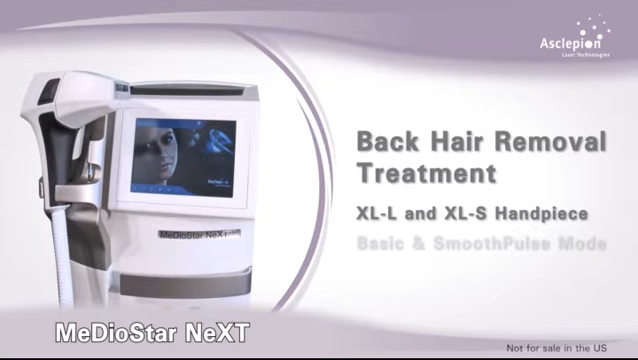 Asclepion
Laser Technologies
Back Hair Removal
Treatment
XL-L and XL-S Handpiece
Basic & SmoothPulse Mode
Asclepion
MeDioStar NeXT
MeDioStar NeXT
Not for sale in the US